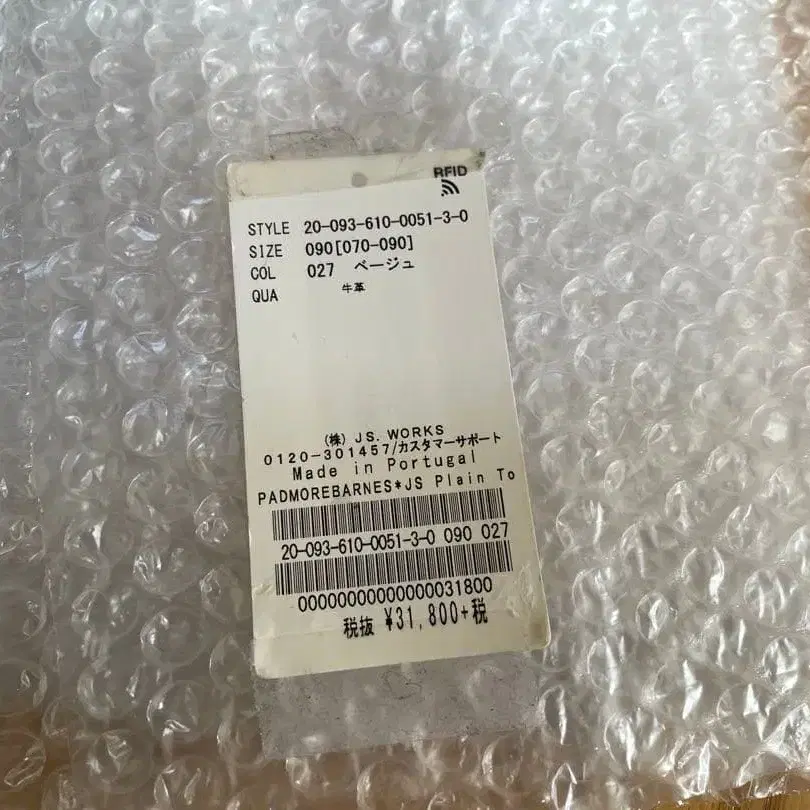 RFID
STYLE 20-093-610-0051-3-0
SIZE 090[070-090]
COL 027 ベージュ
QUA 牛革
(株) JS. WORKS
0120-301457/カスタマーサポート
Made in Portugal
PADMOREBARNES*JS Plain To
20-093-610-0051-3-0 090 027
00000000000000031800
税抜 ¥31,800+税